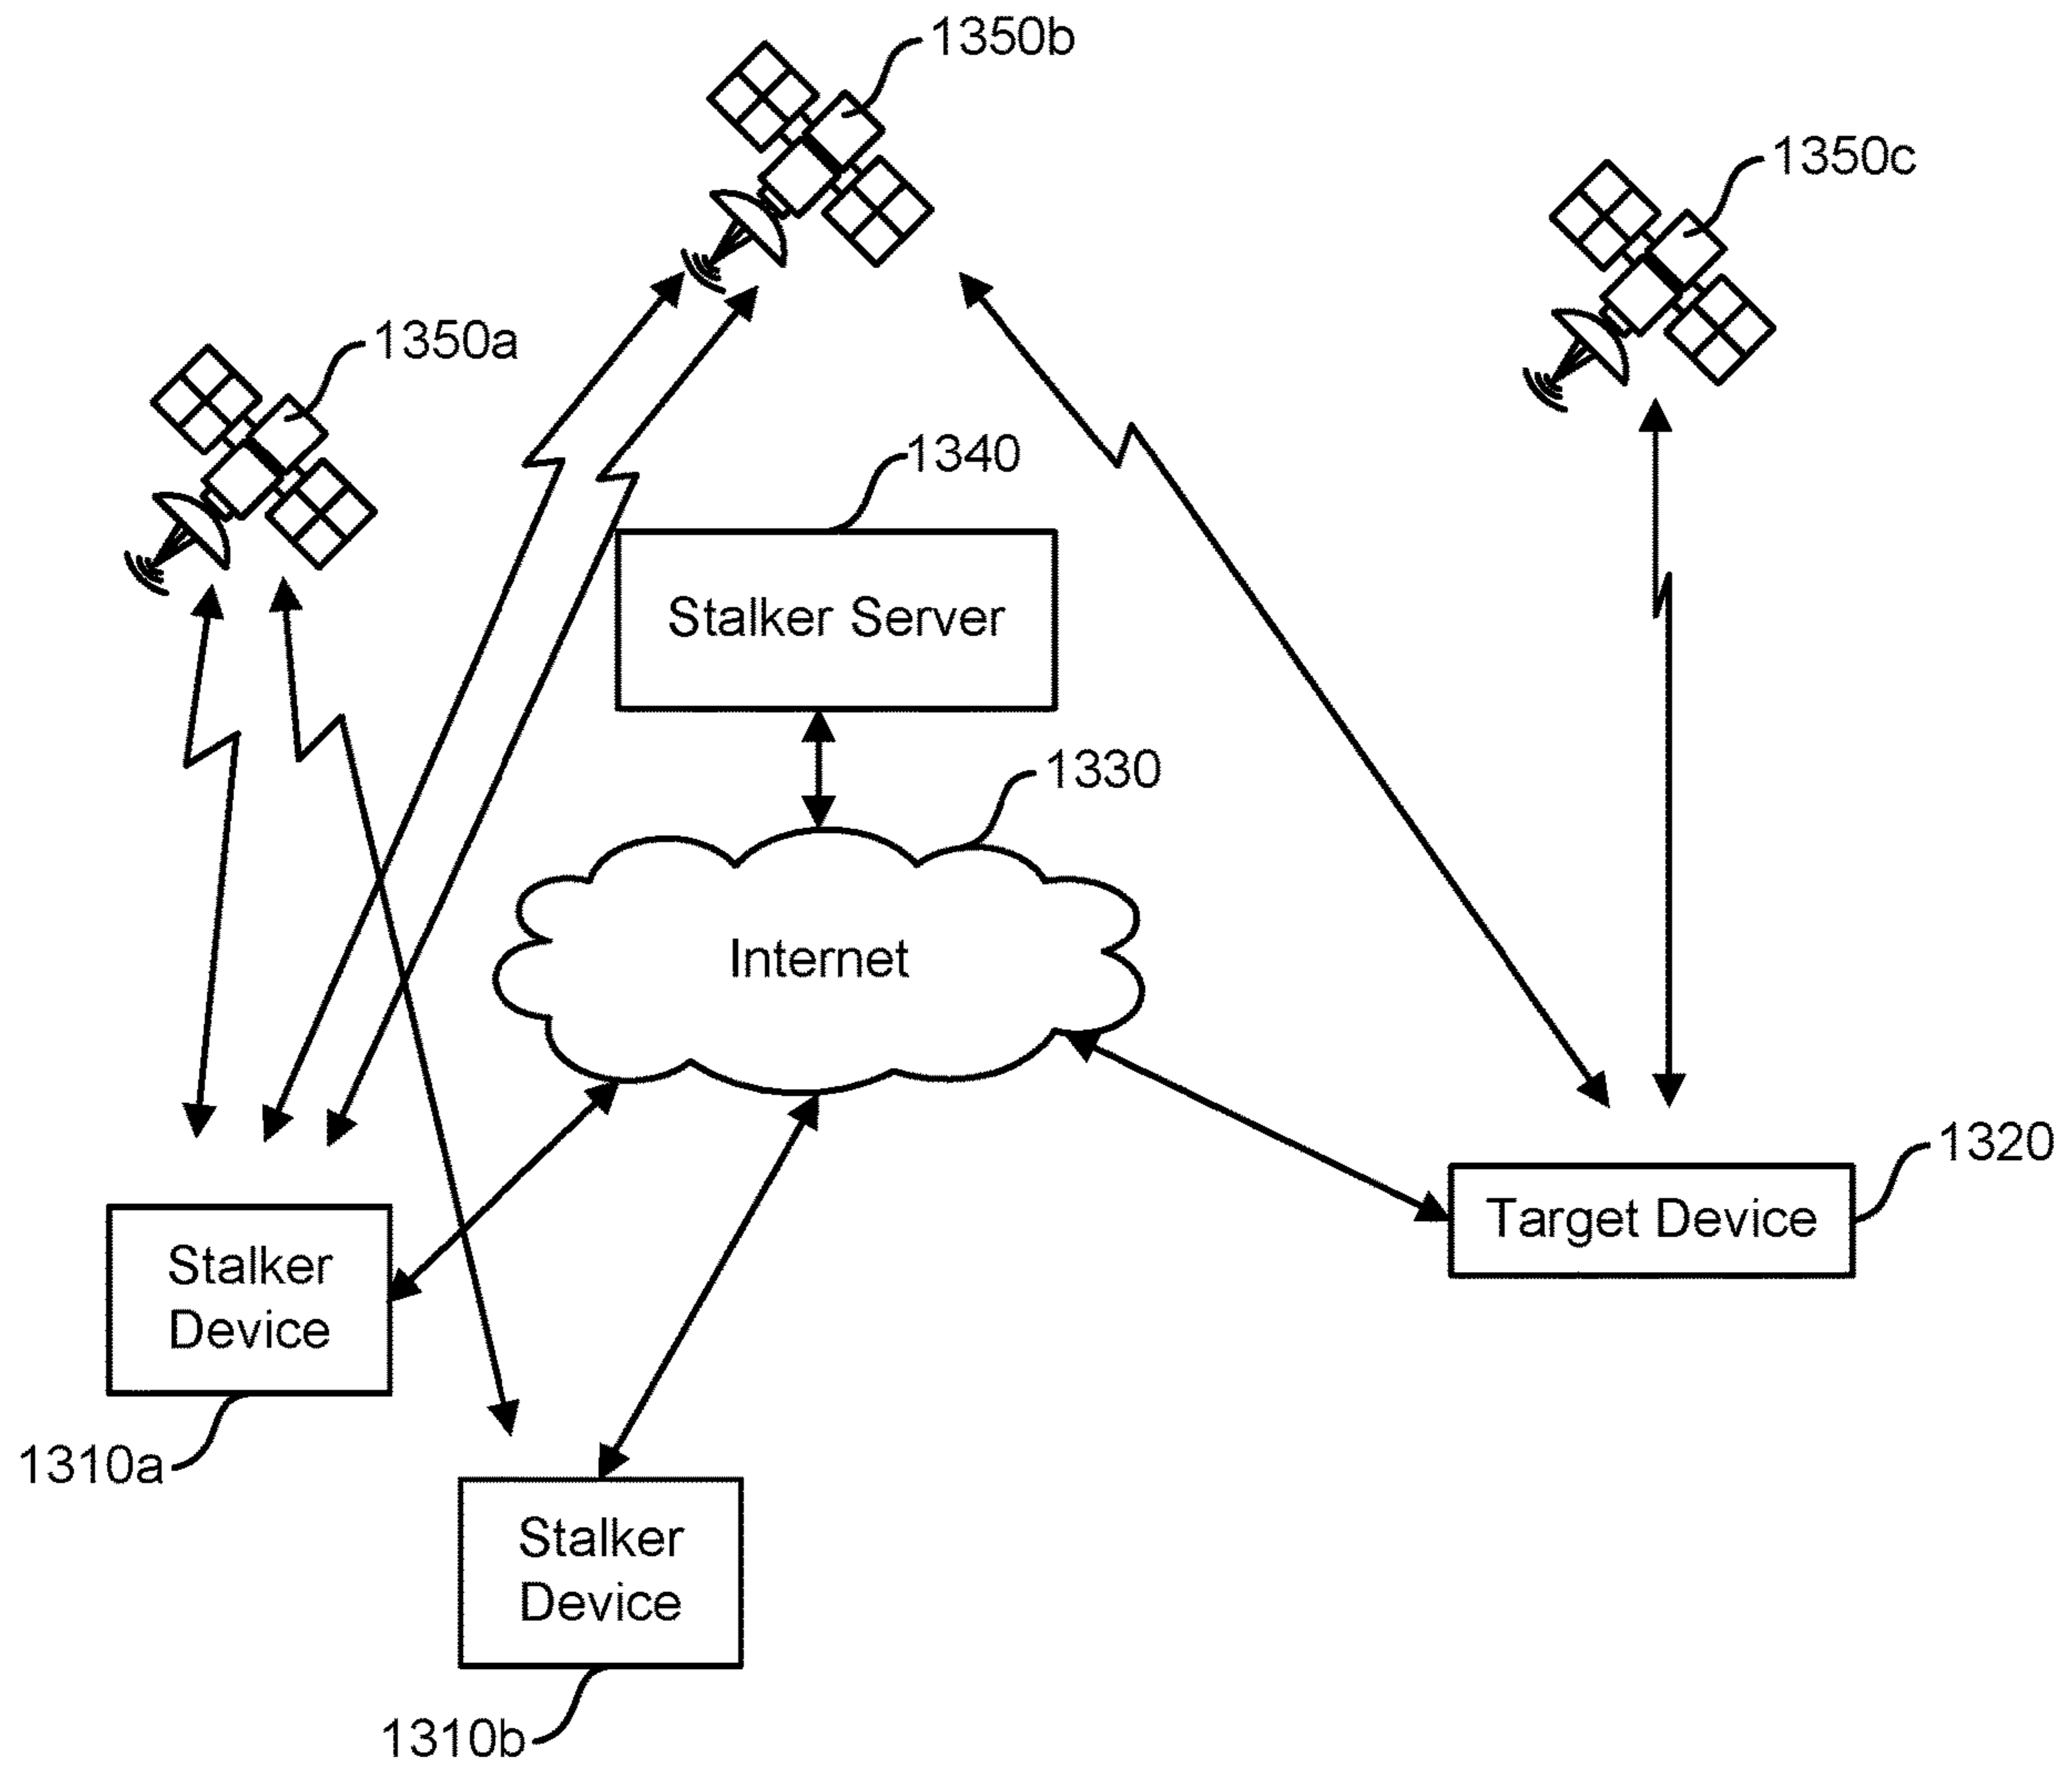 1350b
1350c
1350a
1340
Stalker Server
1330
Internet
1320
Target Device
Stalker
Device
1310a
Stalker
Device
1310b